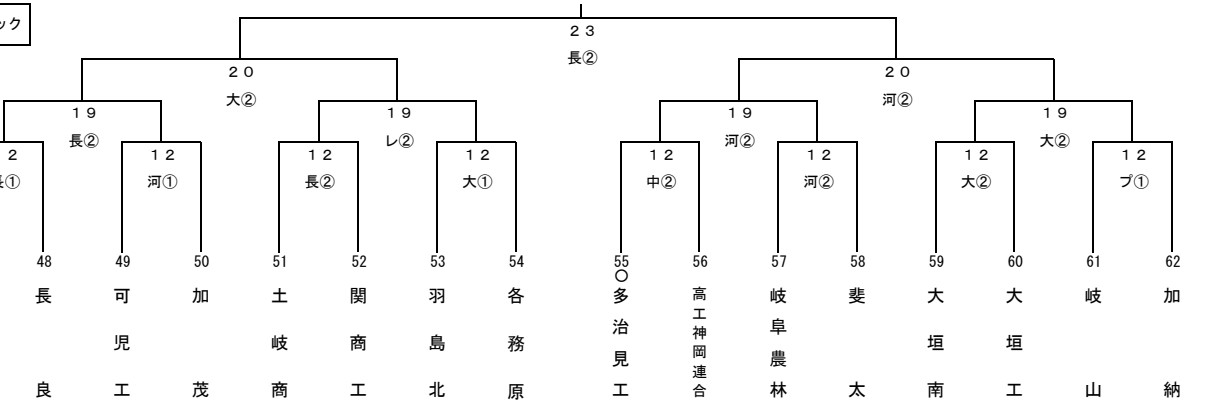 ック
２３
長②
２０
２０
大②
河②
１９
１９
１９
１９
長②
レ②
河②
大②
２
１２
１２
１２
１２
１２
１２
１２
長①
河①
長②
大①
中②
河②
大②
プ①
48 49 50 51 52 53 54 55 56 57 58 59 60 61 62
○
長良
可児工
加茂
土岐商
関商工
羽島北
各務原
多治見工
高工神岡連合
岐阜農林
斐太
大垣南
大垣工
岐山
加納